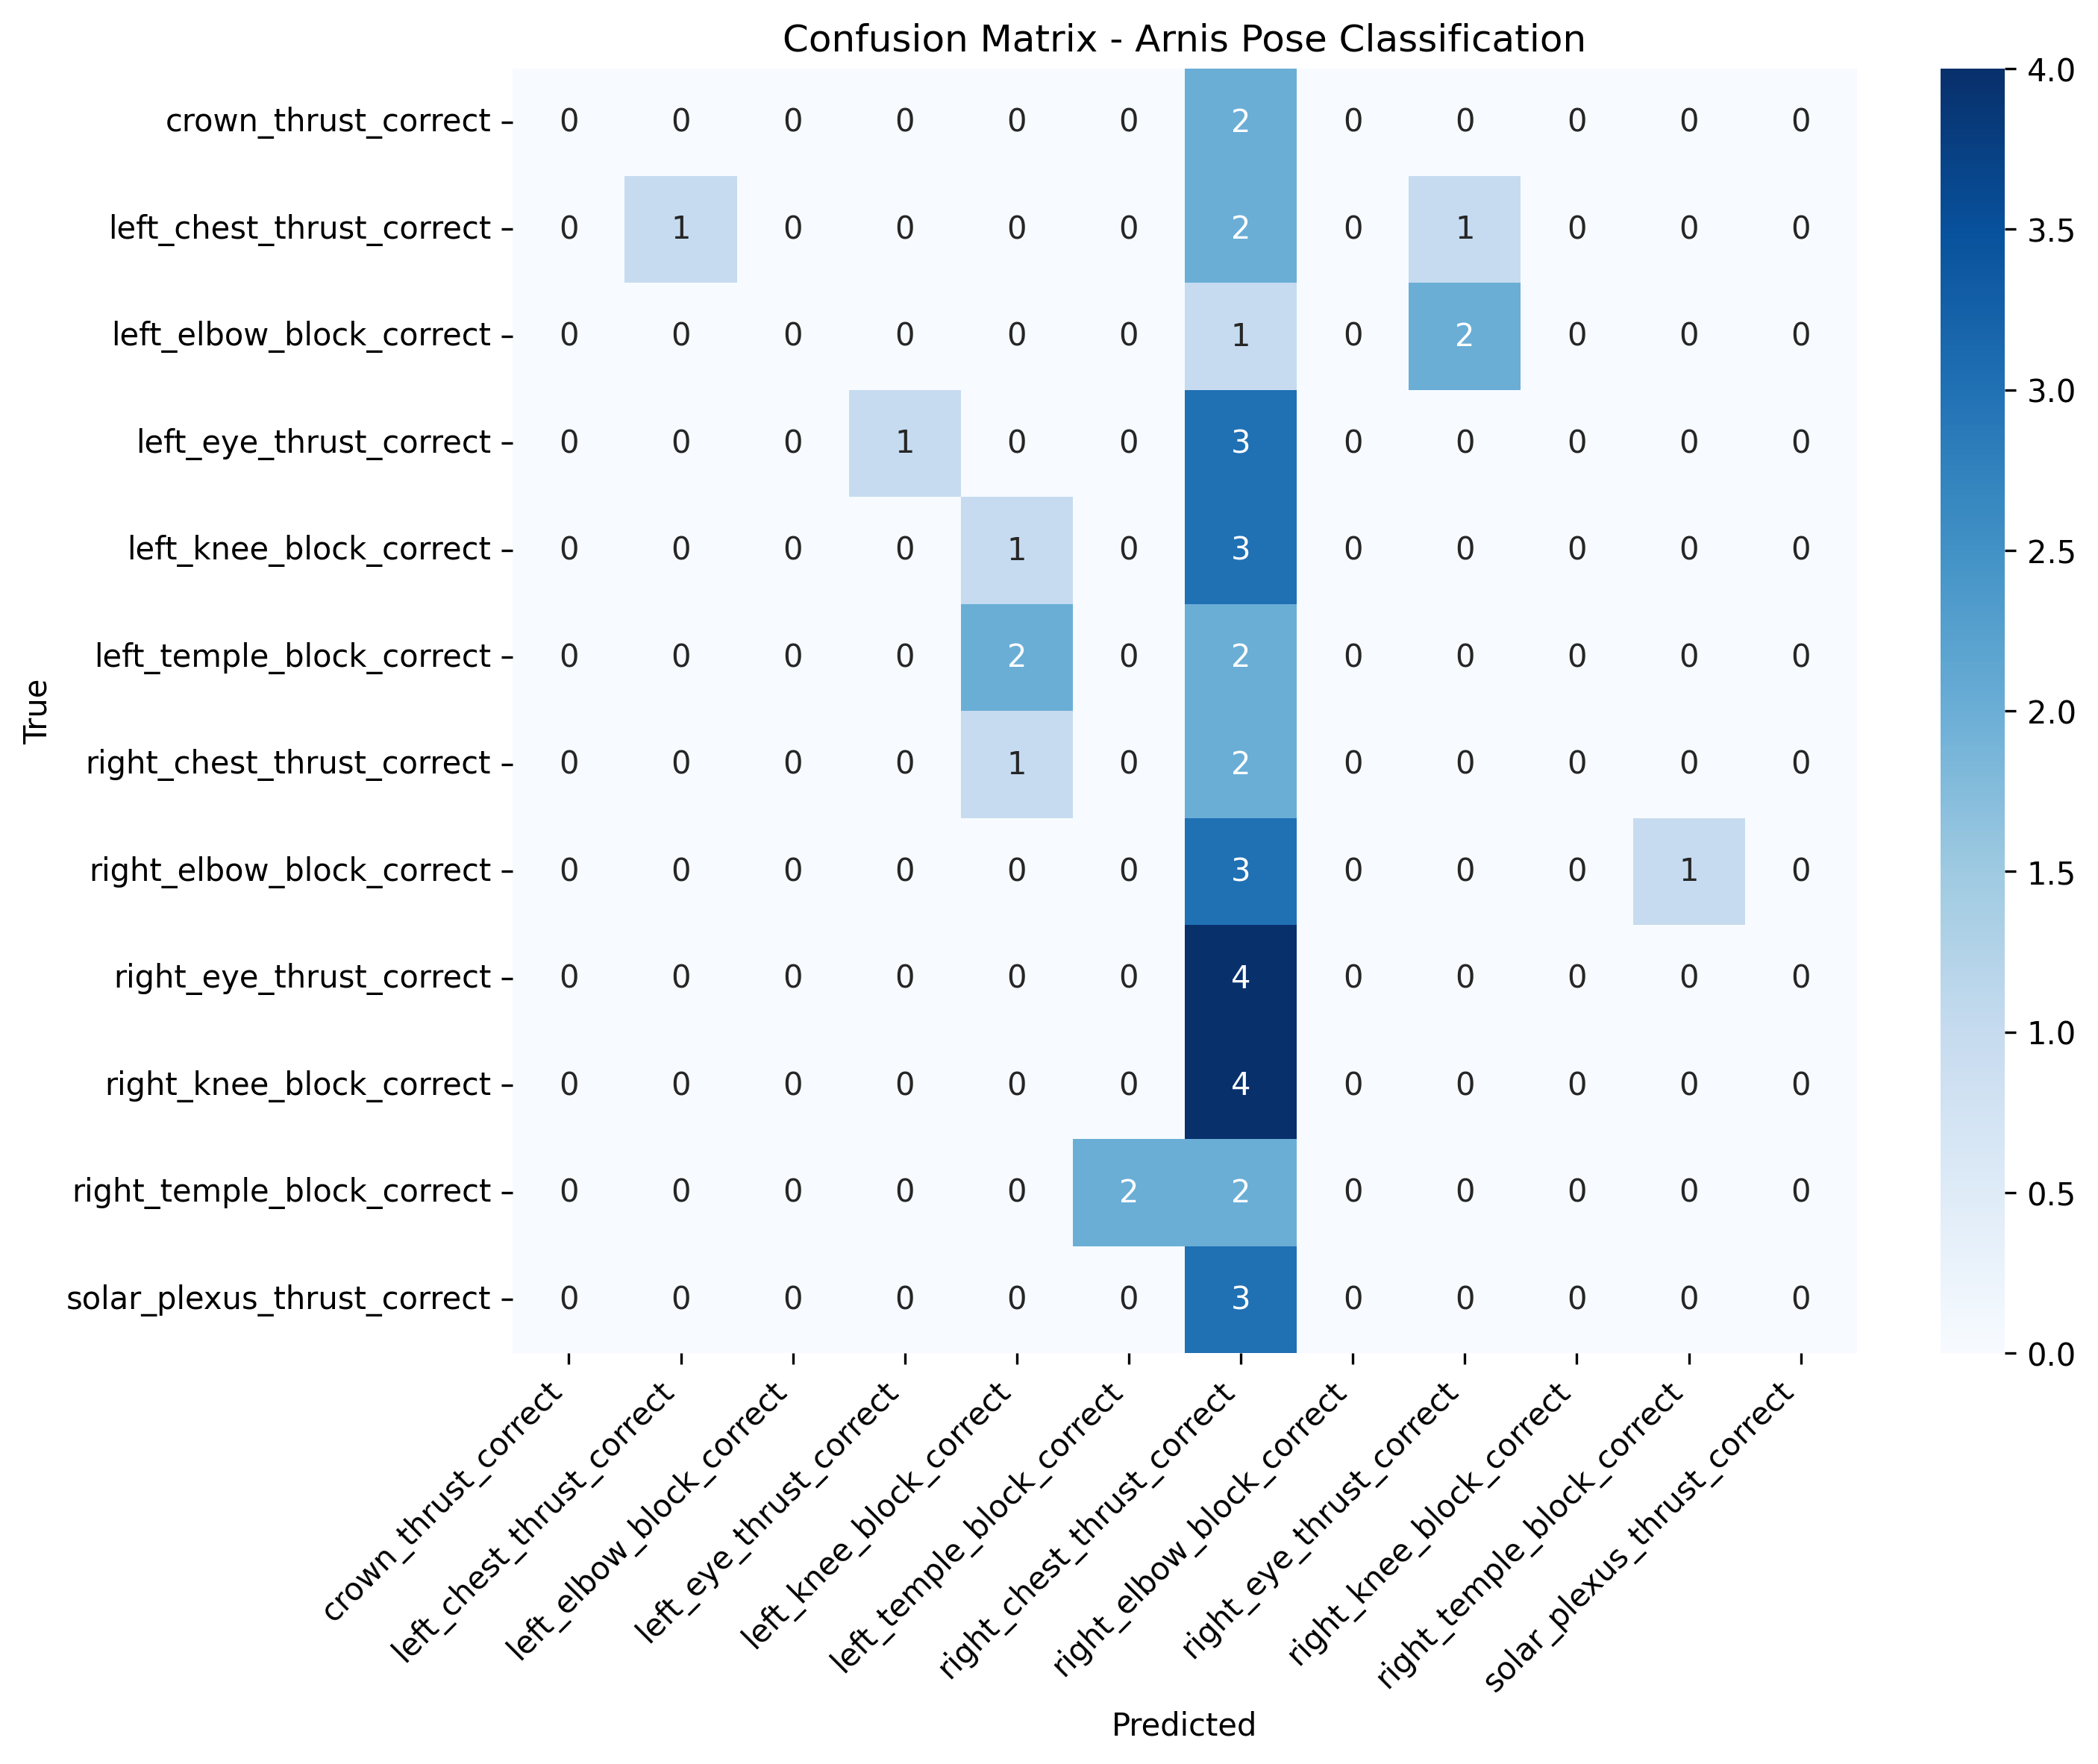 Confusion Matrix - Arnis Pose Classification
True
crown_thrust_correct 0 0 0 0 0 0 2 0 0 0 0 0
left_chest_thrust_correct 0 1 0 0 0 0 2 0 1 0 0 0
left_elbow_block_correct 0 0 0 0 0 0 1 0 2 0 0 0
left_eye_thrust_correct 0 0 0 1 0 0 3 0 0 0 0 0
left_knee_block_correct 0 0 0 0 1 0 3 0 0 0 0 0
left_temple_block_correct 0 0 0 0 2 0 2 0 0 0 0 0
right_chest_thrust_correct 0 0 0 0 1 0 2 0 0 0 0 0
right_elbow_block_correct 0 0 0 0 0 0 3 0 0 0 1 0
right_eye_thrust_correct 0 0 0 0 0 0 4 0 0 0 0 0
right_knee_block_correct 0 0 0 0 0 0 4 0 0 0 0 0
right_temple_block_correct 0 0 0 0 0 2 2 0 0 0 0 0
solar_plexus_thrust_correct 0 0 0 0 0 0 3 0 0 0 0 0
crown_thrust_correct
left_chest_thrust_correct
left_elbow_block_correct
left_eye_thrust_correct
left_knee_block_correct
left_temple_block_correct
right_chest_thrust_correct
right_elbow_block_correct
right_eye_thrust_correct
right_knee_block_correct
right_temple_block_correct
solar_plexus_thrust_correct
Predicted
4.0
3.5
3.0
2.5
2.0
1.5
1.0
0.5
0.0